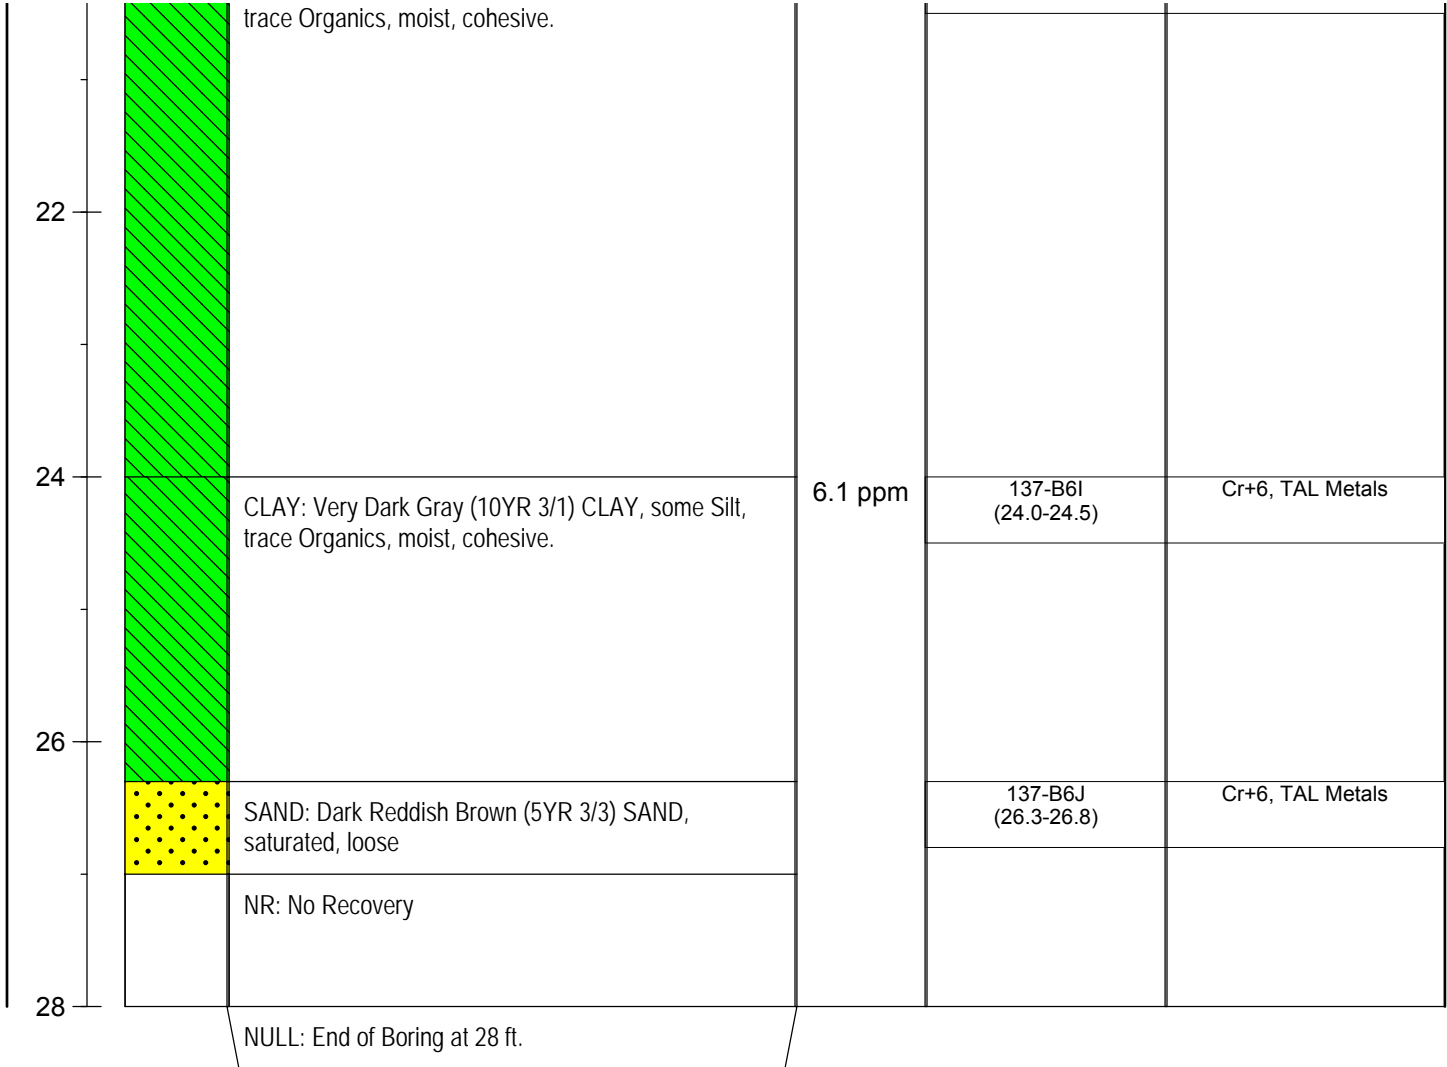 trace Organics, moist, cohesive.
22
24
CLAY: Very Dark Gray (10YR 3/1) CLAY, some Silt,
trace Organics, moist, cohesive.
6.1 ppm
137-B6I
(24.0-24.5)
Cr+6, TAL Metals
26
SAND: Dark Reddish Brown (5YR 3/3) SAND,
saturated, loose
137-B6J
(26.3-26.8)
Cr+6, TAL Metals
NR: No Recovery
28
NULL: End of Boring at 28 ft.